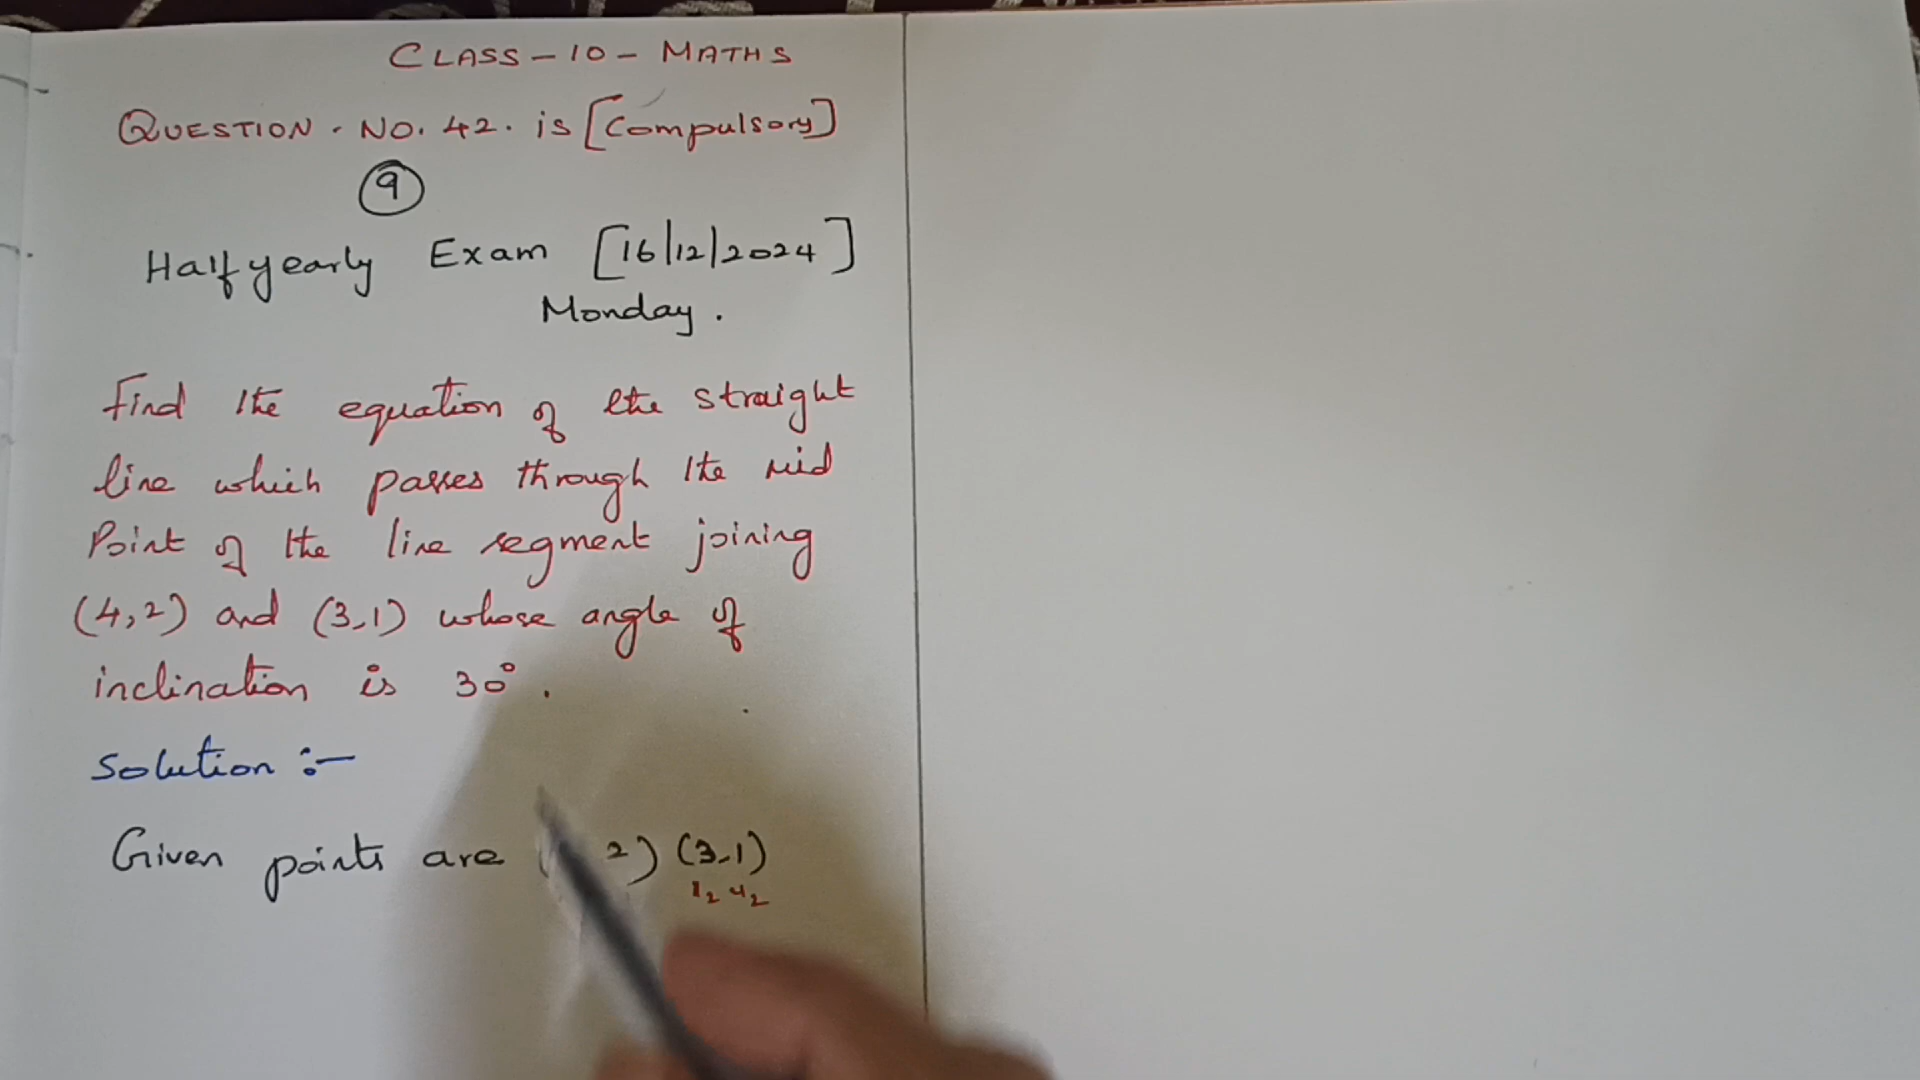 CLASS - 10 - MATHS
QUESTION. NO. 42. is [Compulsory]
9
Half yearly Exam [16/12/2024]
Monday.
Find the equation of the straight
line which passes through the mid
Point of the line segment joining
(4,2) and (3,1) whose angle of
inclination is 30°.
Solution :-
Given points are ( 2) (3,1)